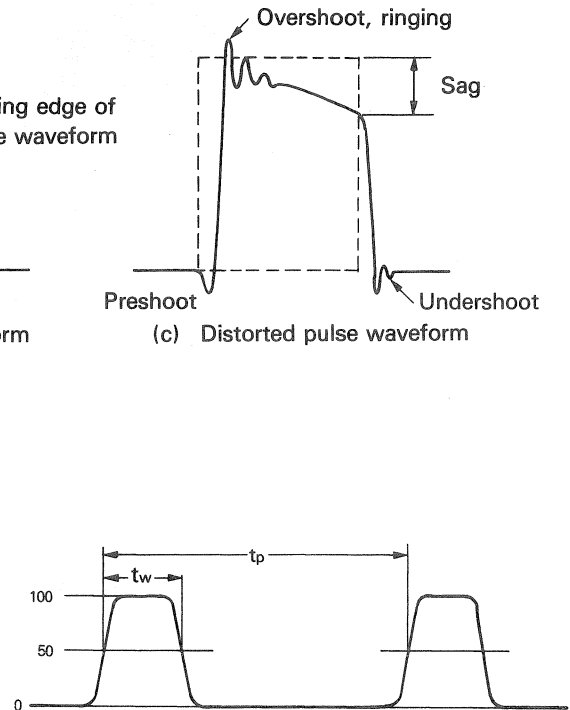 Overshoot, ringing
Sag
ing edge of
e waveform
Preshoot
Undershoot
rm
(c) Distorted pulse waveform
tp
tw
100
50
0